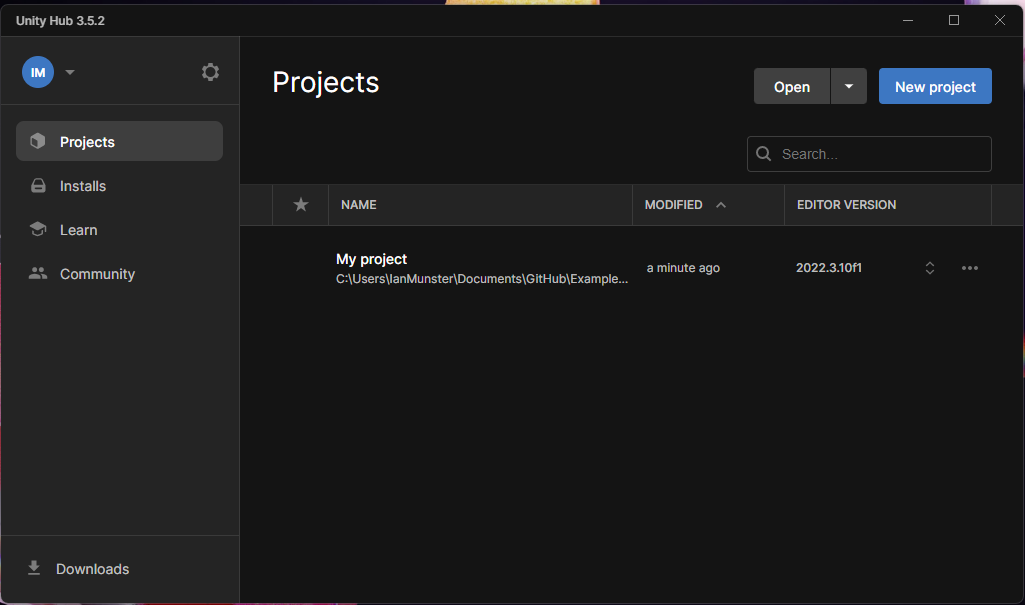 Unity Hub 3.5.2
IM
Projects
Installs
Learn
Community
Downloads
Projects
Open
New project
Search...
NAME
MODIFIED
EDITOR VERSION
My project
C:\Users\IanMunster\Documents\GitHub\Example...
a minute ago
2022.3.10f1